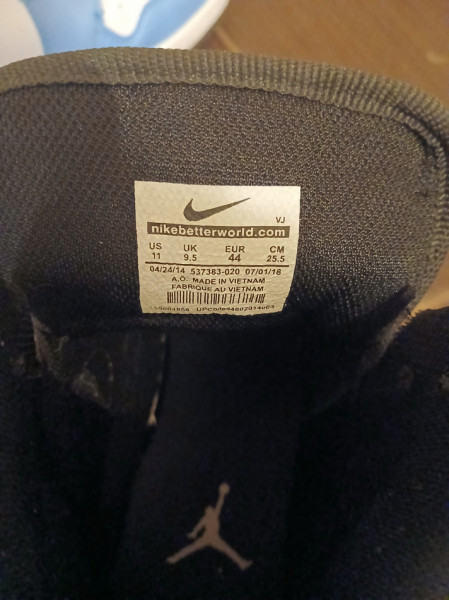 VJ
nikebetterworld.com
US UK EUR CM
11 9.5 44 25.5
04/24/14 537383-020 07/01/18
A.O. MADE IN VIETNAM
FABRIQUE AU VIETNAM